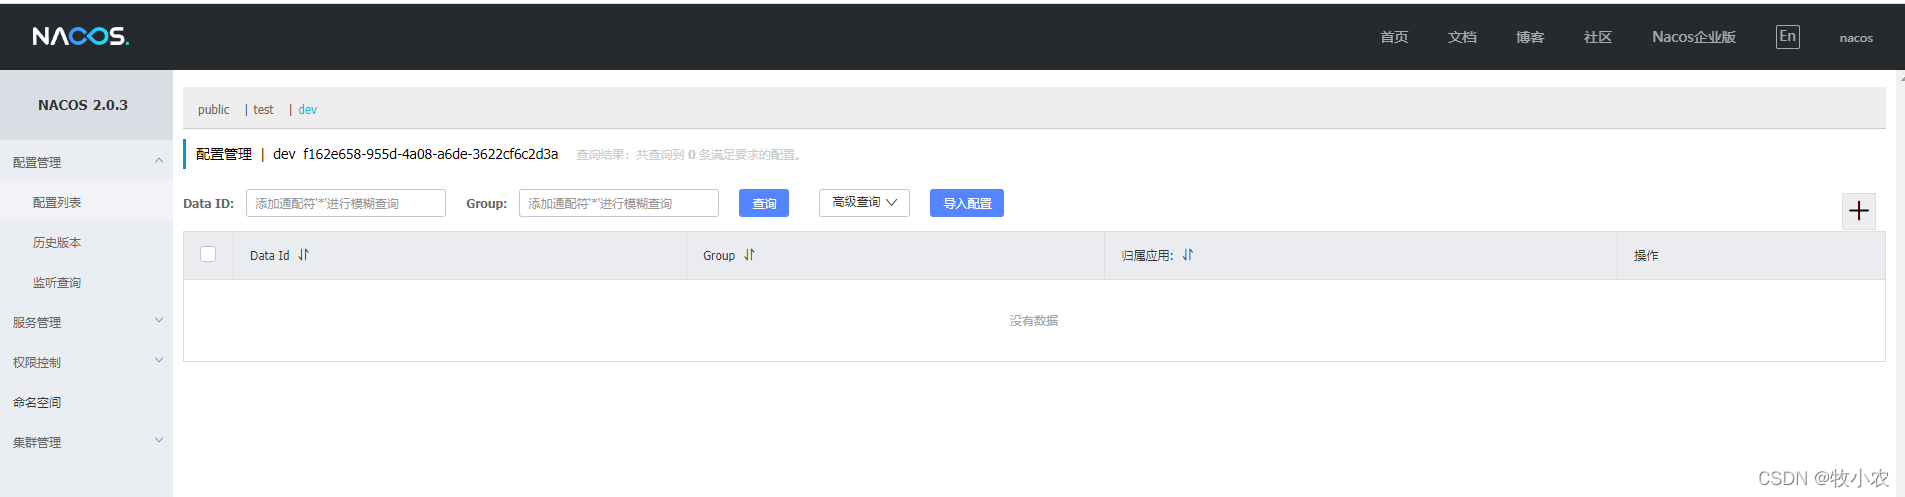 NACOS. 首页 文档 博客 社区 Nacos企业版 En nacos
NACOS 2.0.3
配置管理
配置列表
历史版本
监听查询
服务管理
权限控制
命名空间
集群管理
public | test | dev
配置管理 | dev f162e658-955d-4a08-a6de-3622cf6c2d3a 查询结果：共查询到 0 条满足要求的配置。
Data ID: 添加通配符'*'进行模糊查询 Group: 添加通配符'*'进行模糊查询 查询 高级查询 导入配置
Data Id Group 归属应用: 操作
没有数据
CSDN @牧小农